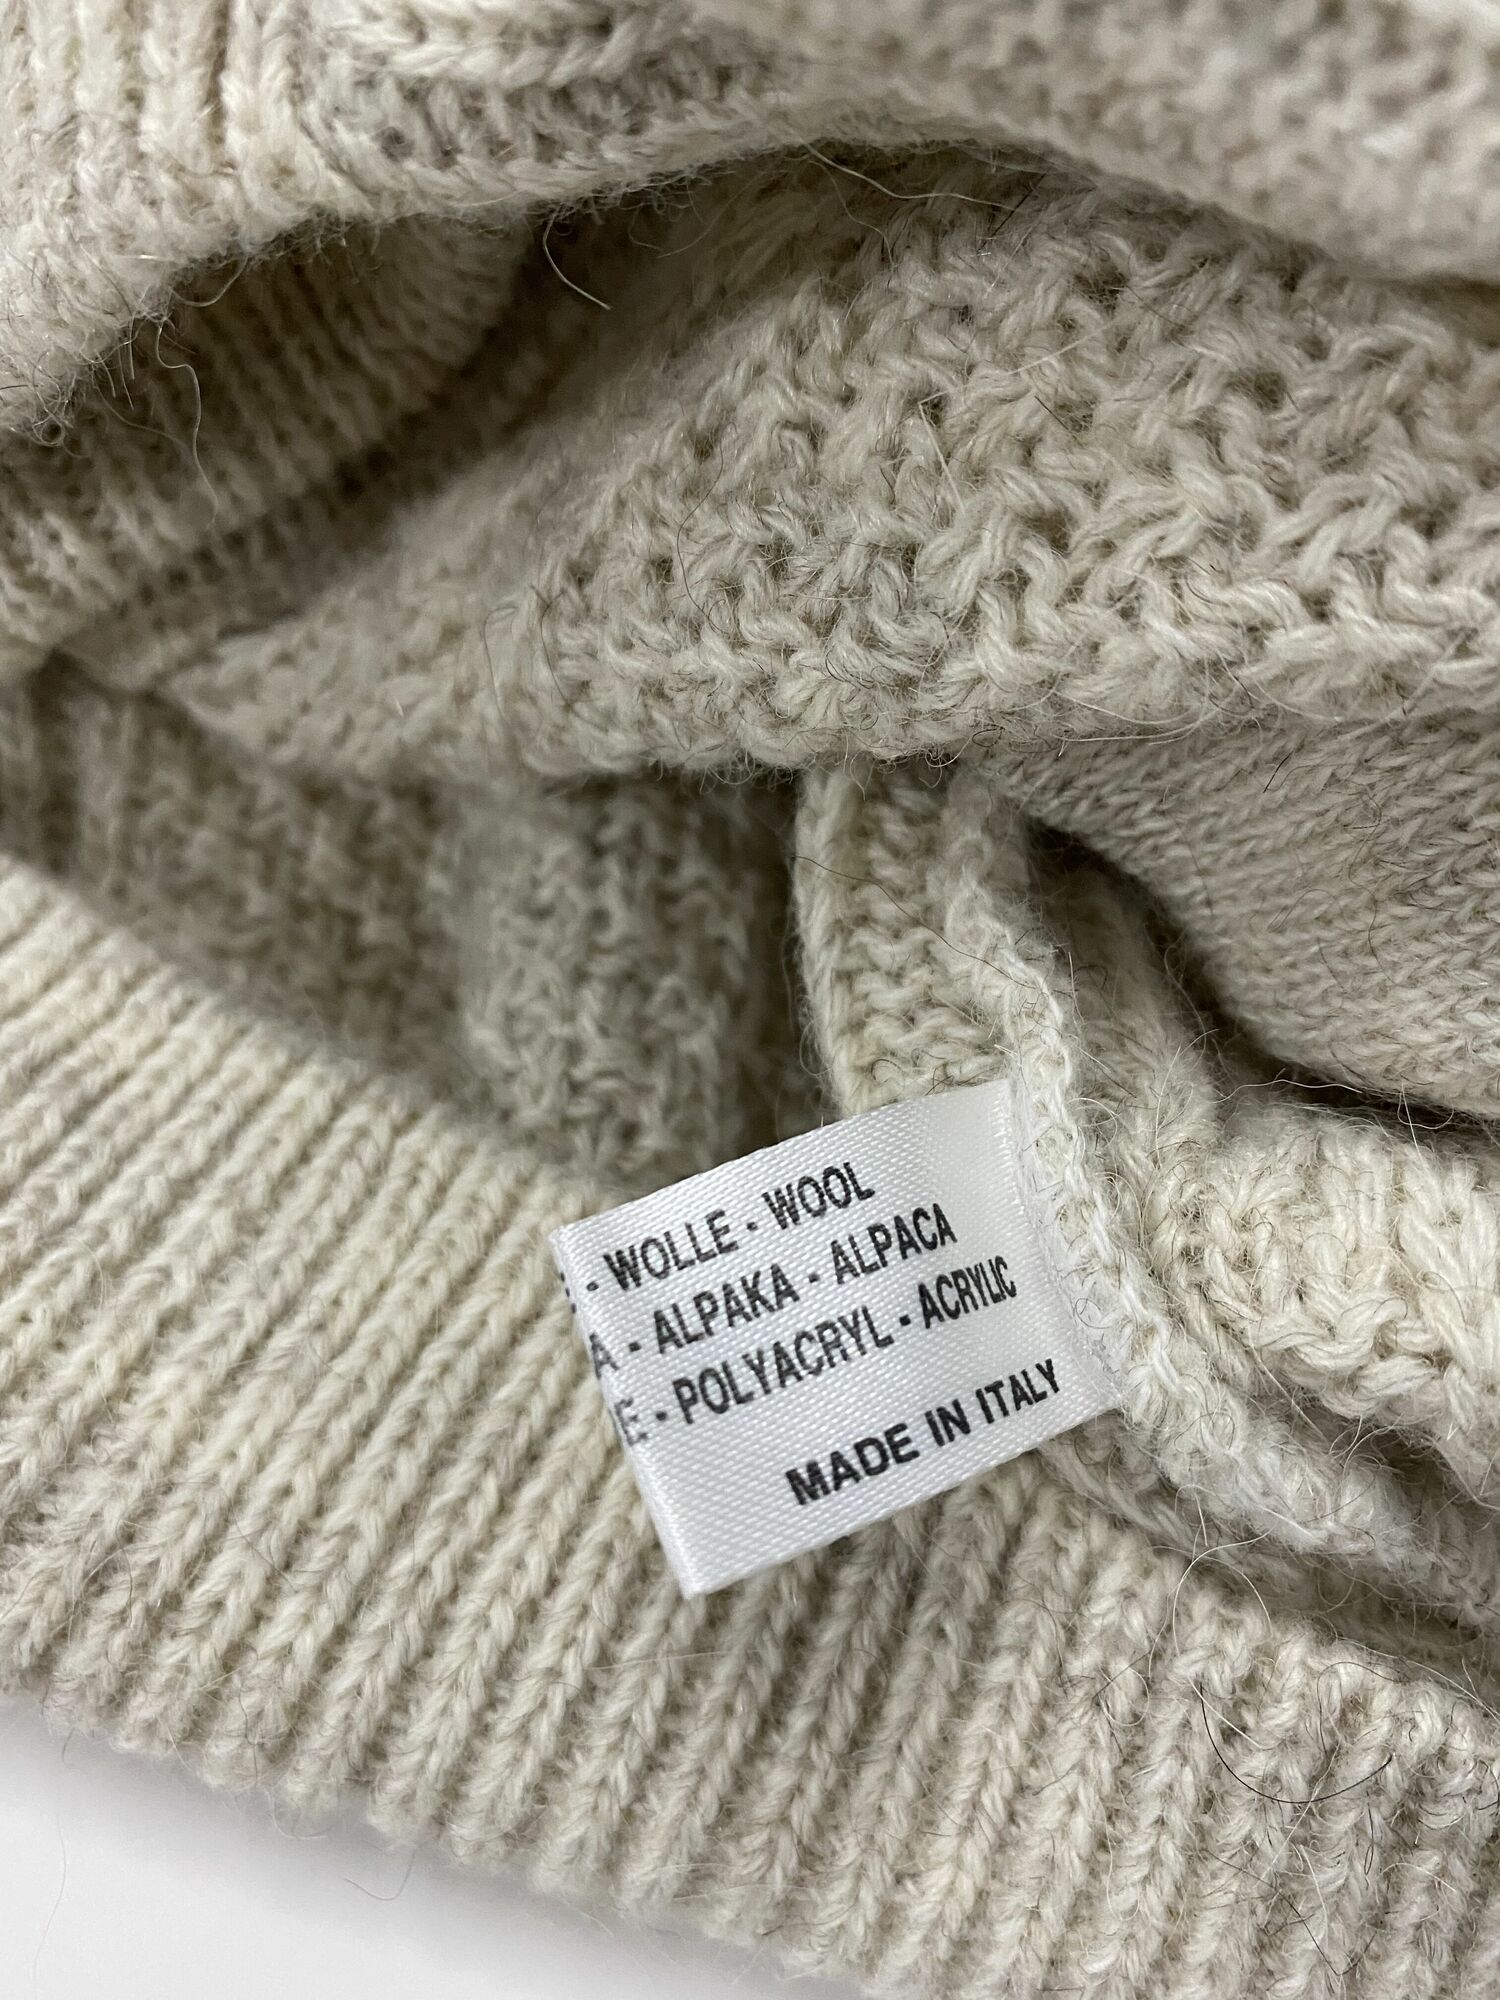 E - WOLLE - WOOL
A - ALPAKA - ALPACA
E - POLYACRYL - ACRYLIC
MADE IN ITALY